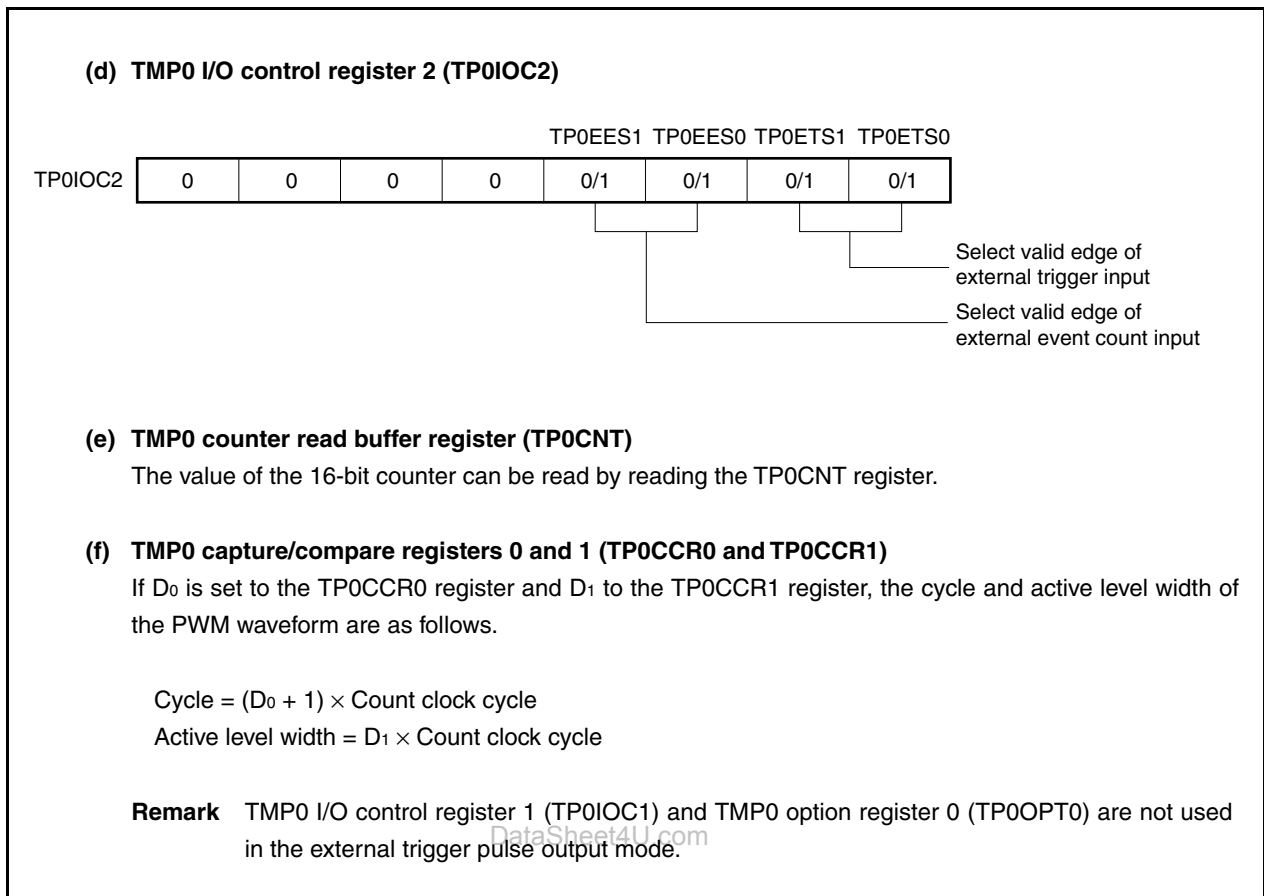 (d) TMP0 I/O control register 2 (TP0IOC2)
TP0EES1 TP0EES0 TP0ETS1 TP0ETS0
TP0IOC2 0 0 0 0 0/1 0/1 0/1 0/1
Select valid edge of
external trigger input
Select valid edge of
external event count input
(e) TMP0 counter read buffer register (TP0CNT)
The value of the 16-bit counter can be read by reading the TP0CNT register.
(f) TMP0 capture/compare registers 0 and 1 (TP0CCR0 and TP0CCR1)
If D0 is set to the TP0CCR0 register and D1 to the TP0CCR1 register, the cycle and active level width of
the PWM waveform are as follows.
Cycle = (D0 + 1) × Count clock cycle
Active level width = D1 × Count clock cycle
Remark TMP0 I/O control register 1 (TP0IOC1) and TMP0 option register 0 (TP0OPT0) are not used
in the external trigger pulse output mode.
DataSheet4U.com